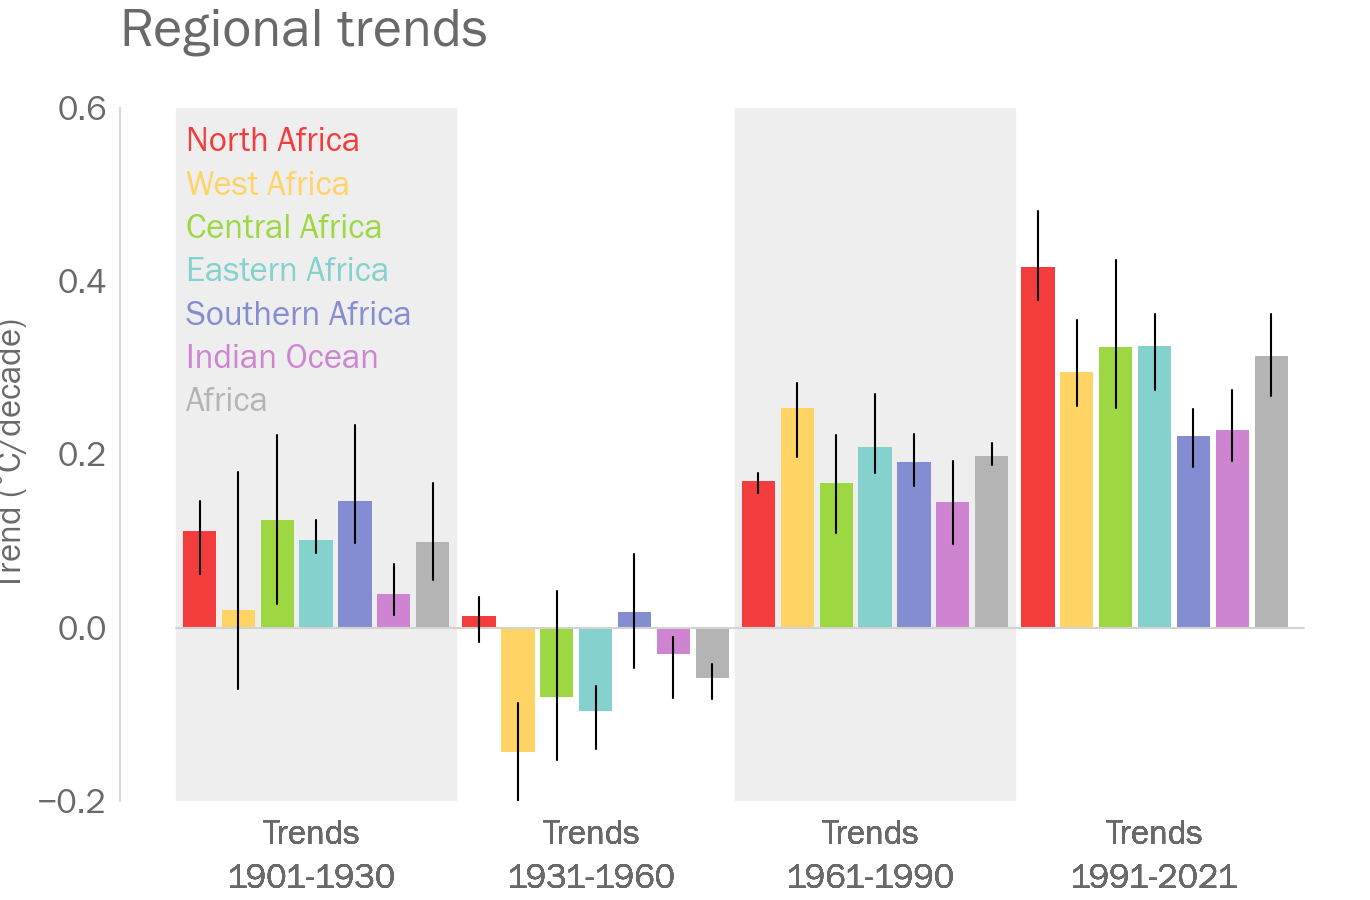 Regional trends
0.6
North Africa
West Africa
Central Africa
Eastern Africa
Southern Africa
Indian Ocean
Africa
0.4
0.2
0.0
−0.2
Trend (°C/decade)
Trends
1901-1930
Trends
1931-1960
Trends
1961-1990
Trends
1991-2021